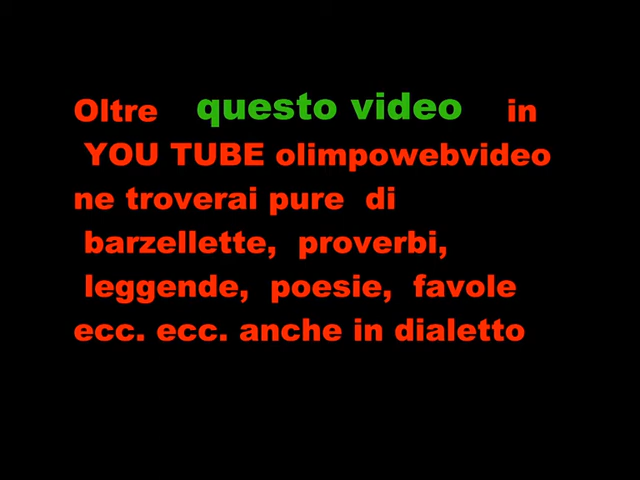 Oltre questo video in
YOU TUBE olimpowebvideo
ne troverai pure di
barzellette, proverbi,
leggende, poesie, favole
ecc. ecc. anche in dialetto